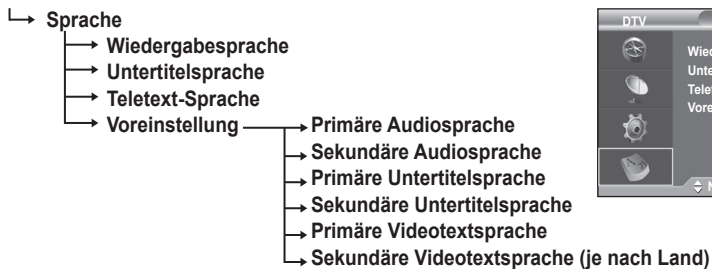 Sprache
Wiedergabesprache
Untertitelsprache
Teletext-Sprache
Voreinstellung
Primäre Audiosprache
Sekundäre Audiosprache
Primäre Untertitelsprache
Sekundäre Untertitelsprache
Primäre Videotextsprache
Sekundäre Videotextsprache (je nach Land)
DTV